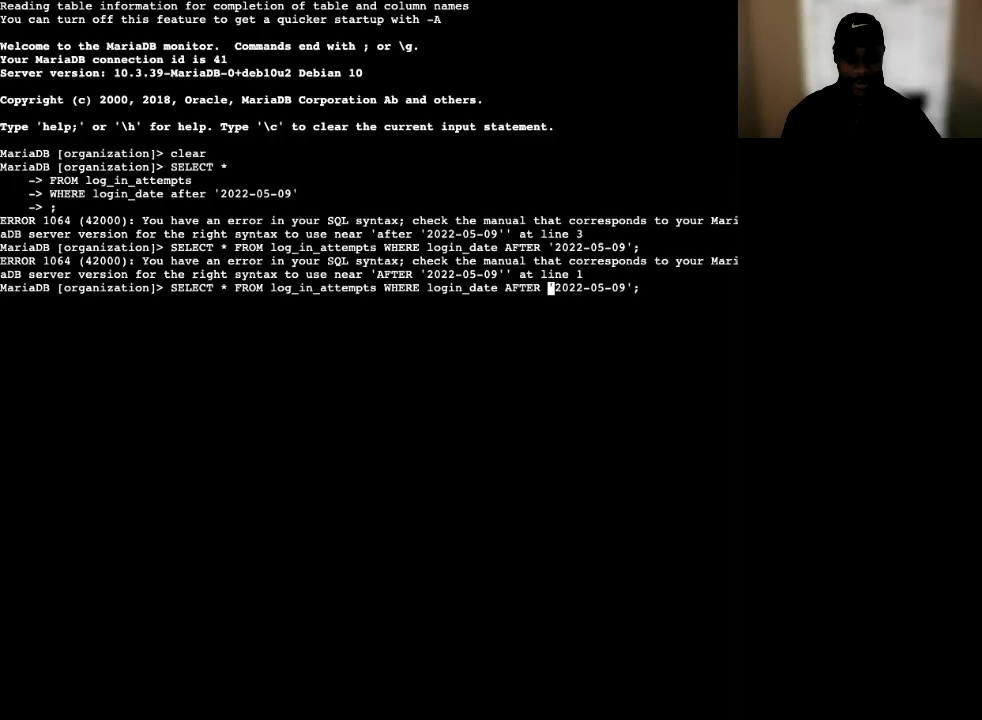 Reading table information for completion of table and column names
You can turn off this feature to get a quicker startup with -A
Welcome to the MariaDB monitor.  Commands end with ; or \g.
Your MariaDB connection id is 41
Server version: 10.3.39-MariaDB-0+deb10u2 Debian 10
Copyright (c) 2000, 2018, Oracle, MariaDB Corporation Ab and others.
Type 'help;' or '\h' for help. Type '\c' to clear the current input statement.
MariaDB [organization]> clear
MariaDB [organization]> SELECT *
    -> FROM log_in_attempts
    -> WHERE login_date after '2022-05-09'
    -> ;
ERROR 1064 (42000): You have an error in your SQL syntax; check the manual that corresponds to your Mari
aDB server version for the right syntax to use near 'after '2022-05-09'' at line 3
MariaDB [organization]> SELECT * FROM log_in_attempts WHERE login_date AFTER '2022-05-09';
ERROR 1064 (42000): You have an error in your SQL syntax; check the manual that corresponds to your Mari
aDB server version for the right syntax to use near 'AFTER '2022-05-09'' at line 1
MariaDB [organization]> SELECT * FROM log_in_attempts WHERE login_date AFTER '2022-05-09';